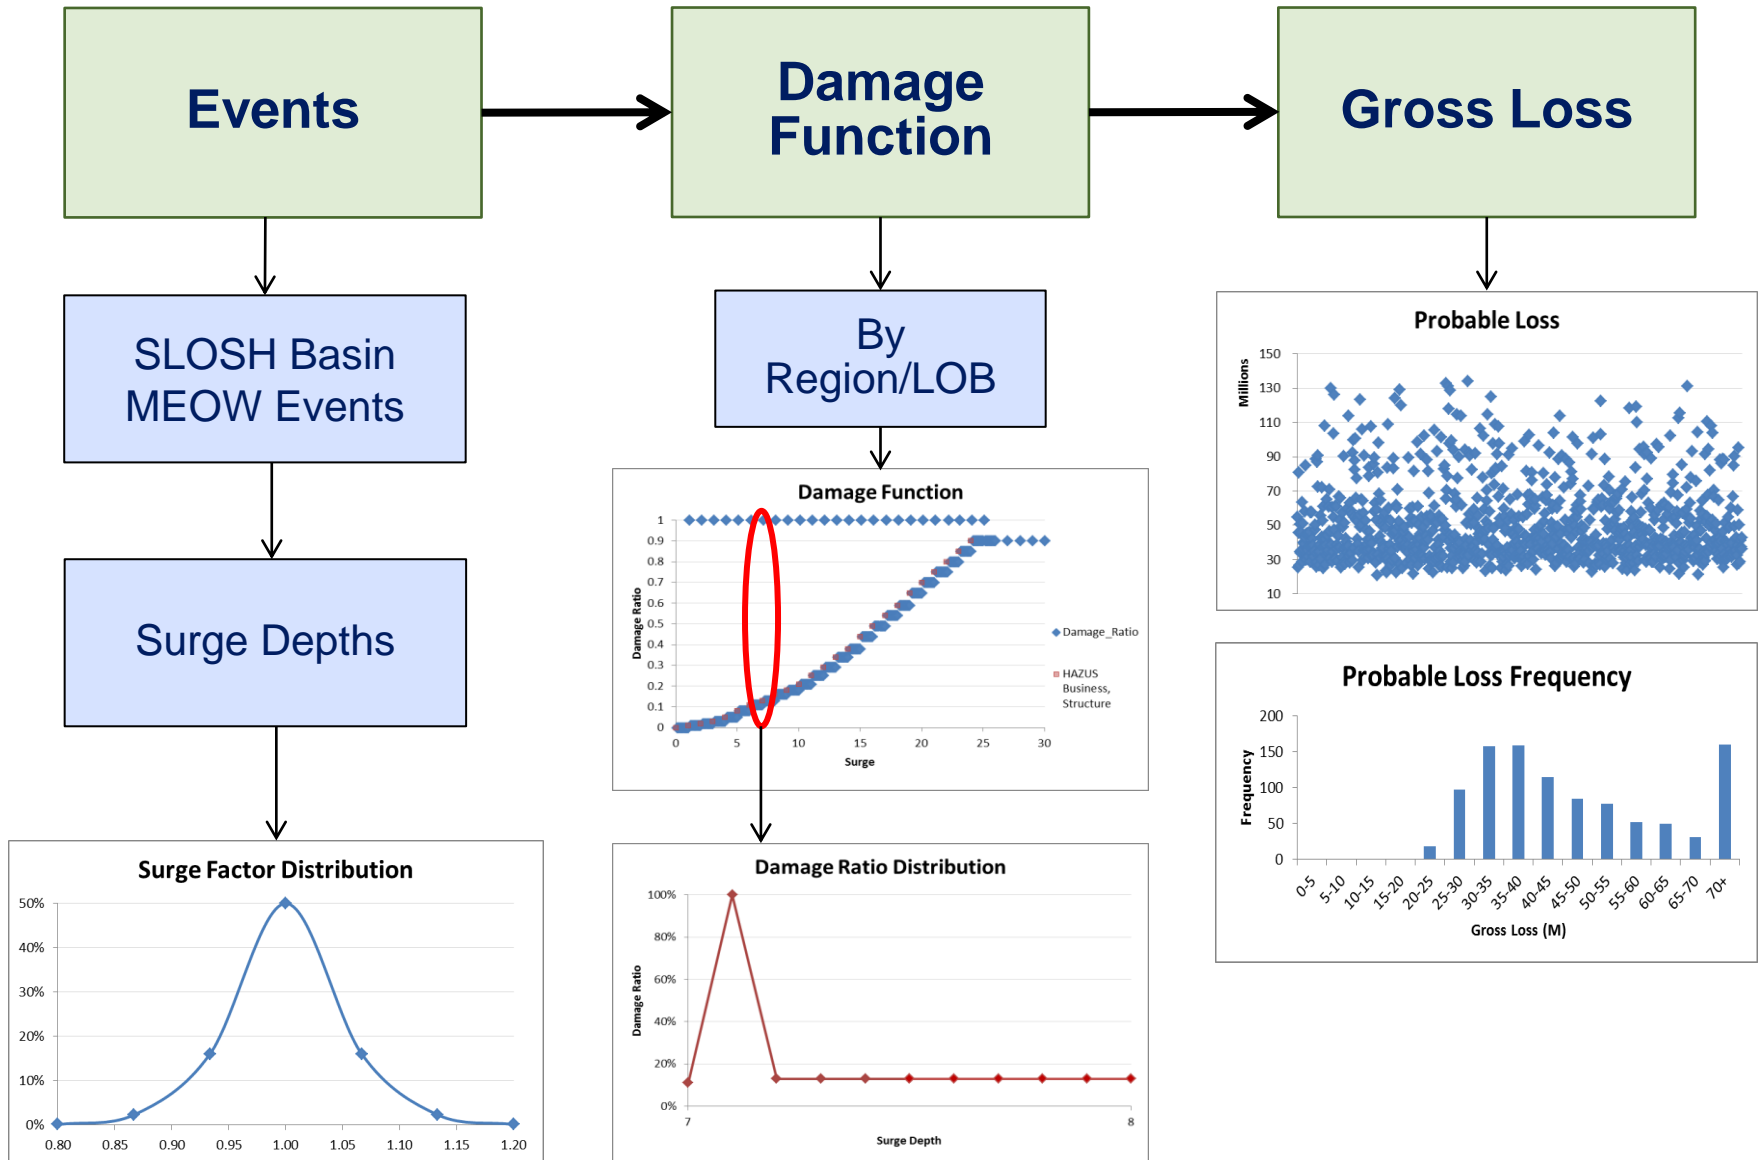 Events
Damage
Function
Gross Loss
SLOSH Basin
MEOW Events
By
Region/LOB
Surge Depths
Probable Loss
Millions
150
130
110
90
70
50
30
10
Damage Function
Damage Ratio
1
0.9
0.8
0.7
0.6
0.5
0.4
0.3
0.2
0.1
0
0 5 10 15 20 25 30
Surge
Damage_Ratio
HAZUS
Business,
Structure
Probable Loss Frequency
Frequency
200
150
100
50
0
0-5 5-10 10-15 15-20 20-25 25-30 30-35 35-40 40-45 45-50 50-55 55-60 60-65 65-70 70+
Gross Loss (M)
Surge Factor Distribution
50%
40%
30%
20%
10%
0%
0.80 0.85 0.90 0.95 1.00 1.05 1.10 1.15 1.20
Damage Ratio Distribution
Damage Ratio
100%
80%
60%
40%
20%
0%
7 8
Surge Depth